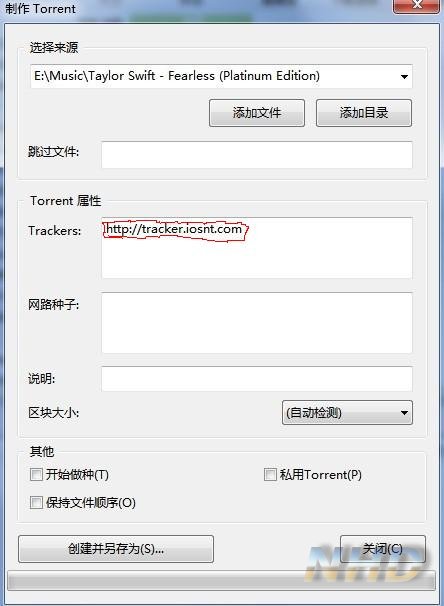 制作 Torrent
选择来源
E:\Music\Taylor Swift - Fearless (Platinum Edition)
添加文件 添加目录
跳过文件:
Torrent 属性
Trackers: http://tracker.iosnt.com
网路种子:
说明:
区块大小: (自动检测)
其他
开始做种(T) 私用Torrent(P)
保持文件顺序(O)
创建并另存为(S)... 关闭(C)
NHD